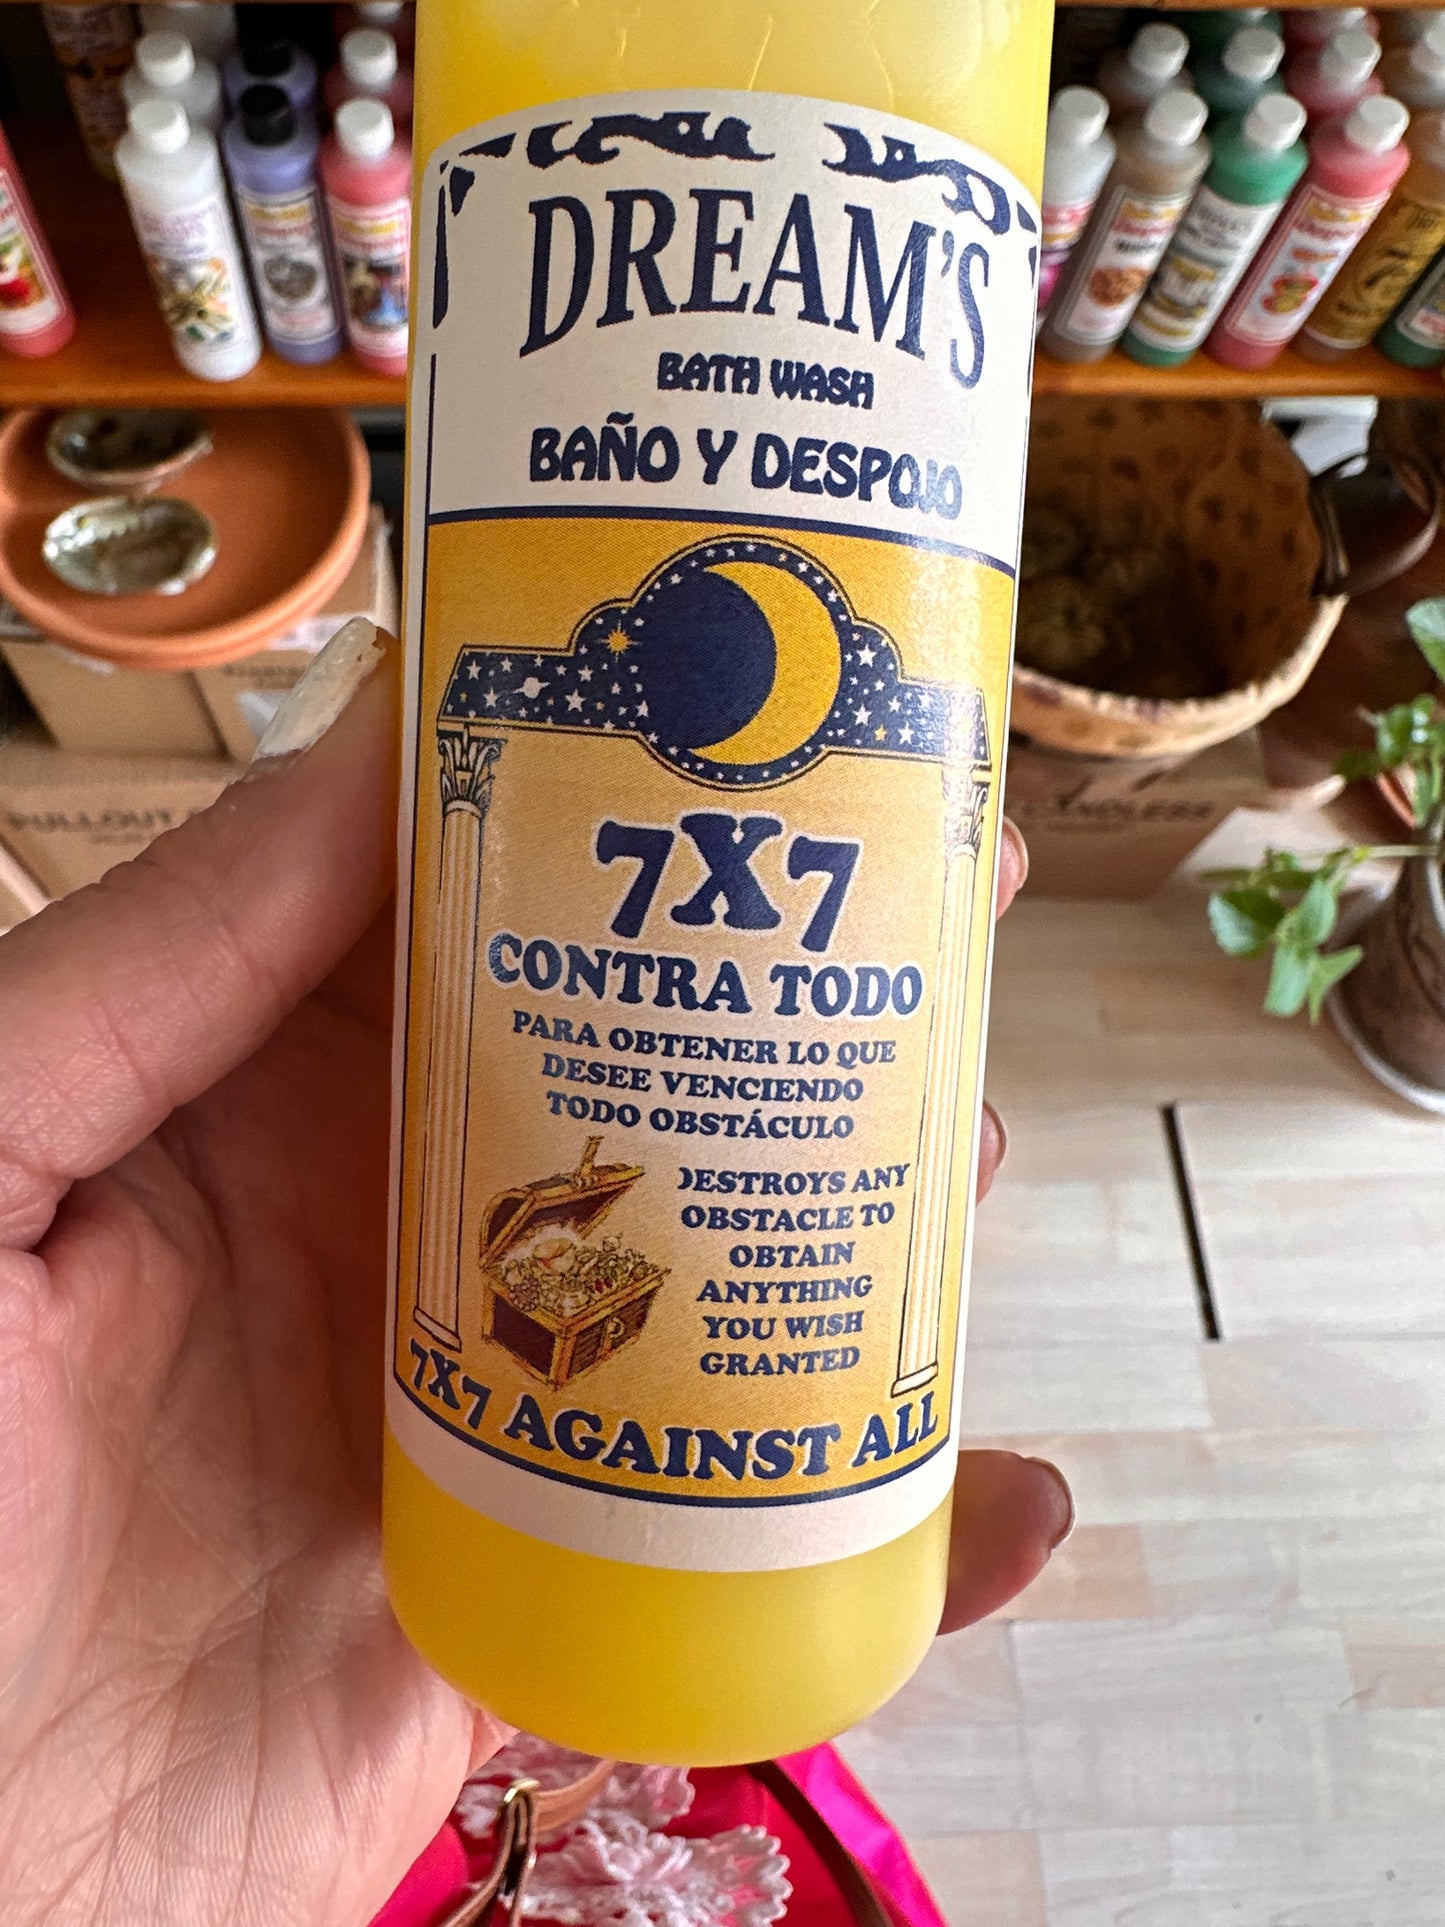 DREAM'S
BATH WASH
BAÑO Y DESPOJO
7X7
CONTRA TODO
PARA OBTENER LO QUE
DESEE VENCIENDO
TODO OBSTÁCULO
DESTROYS ANY
OBSTACLE TO
OBTAIN
ANYTHING
YOU WISH
GRANTED
7X7 AGAINST ALL
PULLOUT